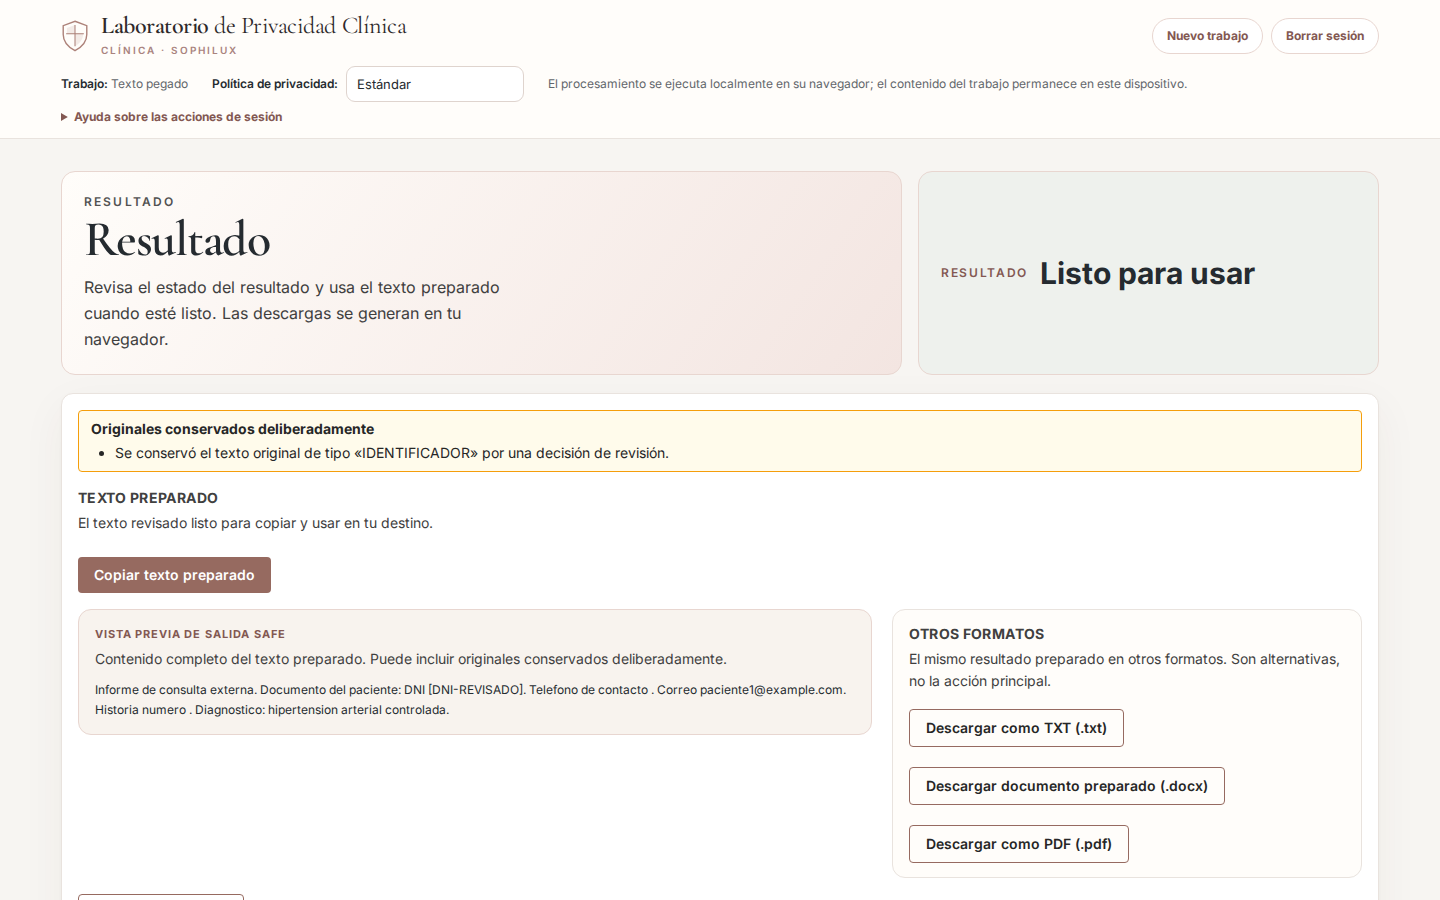 Laboratorio de Privacidad Clínica
CLÍNICA · SOPHILUX
Nuevo trabajo
Borrar sesión
Trabajo: Texto pegado
Política de privacidad:
Estándar
El procesamiento se ejecuta localmente en su navegador; el contenido del trabajo permanece en este dispositivo.
Ayuda sobre las acciones de sesión
RESULTADO
Resultado
Revisa el estado del resultado y usa el texto preparado
cuando esté listo. Las descargas se generan en tu
navegador.
RESULTADO Listo para usar
Originales conservados deliberadamente
• Se conservó el texto original de tipo «IDENTIFICADOR» por una decisión de revisión.
TEXTO PREPARADO
El texto revisado listo para copiar y usar en tu destino.
Copiar texto preparado
VISTA PREVIA DE SALIDA SAFE
Contenido completo del texto preparado. Puede incluir originales conservados deliberadamente.
Informe de consulta externa. Documento del paciente: DNI [DNI-REVISADO]. Telefono de contacto . Correo paciente1@example.com.
Historia numero . Diagnostico: hipertension arterial controlada.
OTROS FORMATOS
El mismo resultado preparado en otros formatos. Son alternativas,
no la acción principal.
Descargar como TXT (.txt)
Descargar documento preparado (.docx)
Descargar como PDF (.pdf)